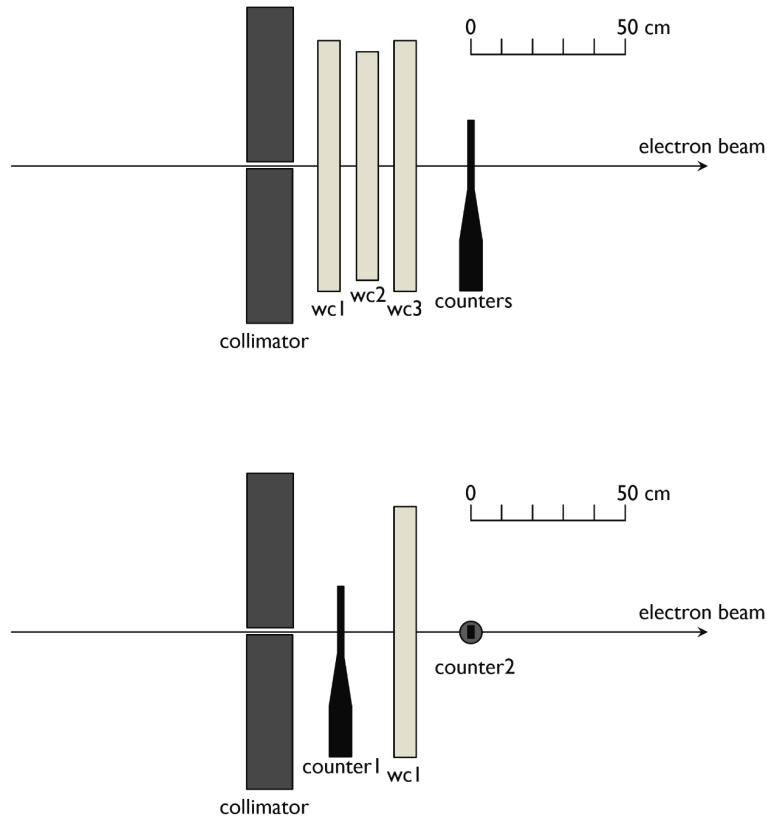 0 50 cm
electron beam
wc1 wc2 wc3 counters
collimator
0 50 cm
electron beam
counter2
counter1 wc1
collimator